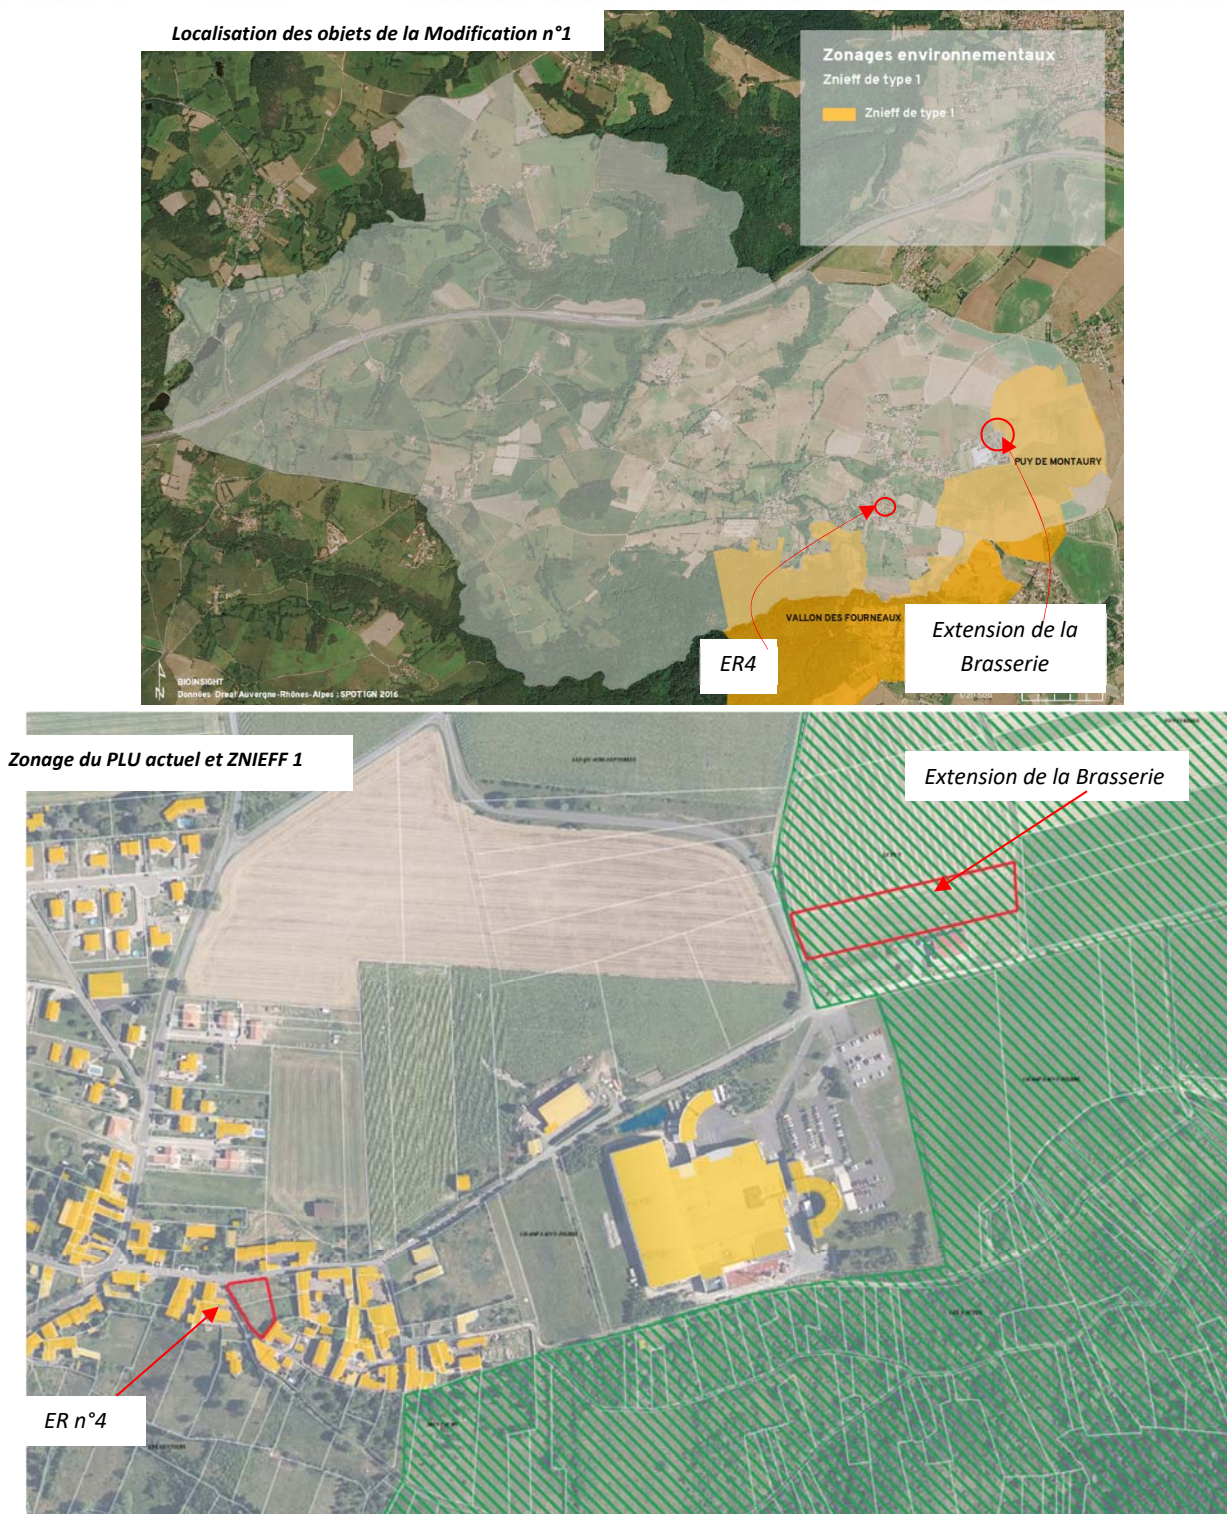 Localisation des objets de la Modification n°1
Zonages environnementaux
Znieff de type 1
Znieff de type 1
PUY DE MONTAURY
VALLON DES FOURNEAUX
ER4
Extension de la
Brasserie
N
BIOINSIGHT
Données Dreal Auvergne-Rhônes-Alpes ; SPOT IGN 2016
Zonage du PLU actuel et ZNIEFF 1
Extension de la Brasserie
ER n°4